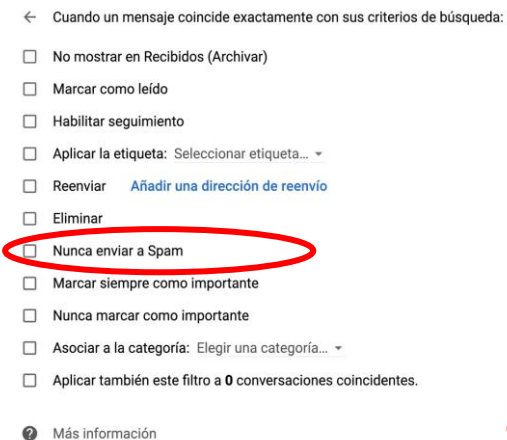 Cuando un mensaje coincide exactamente con sus criterios de búsqueda:
No mostrar en Recibidos (Archivar)
Marcar como leído
Habilitar seguimiento
Aplicar la etiqueta: Seleccionar etiqueta...
Reenviar Añadir una dirección de reenvío
Eliminar
Nunca enviar a Spam
Marcar siempre como importante
Nunca marcar como importante
Asociar a la categoría: Elegir una categoría...
Aplicar también este filtro a 0 conversaciones coincidentes.
Más información